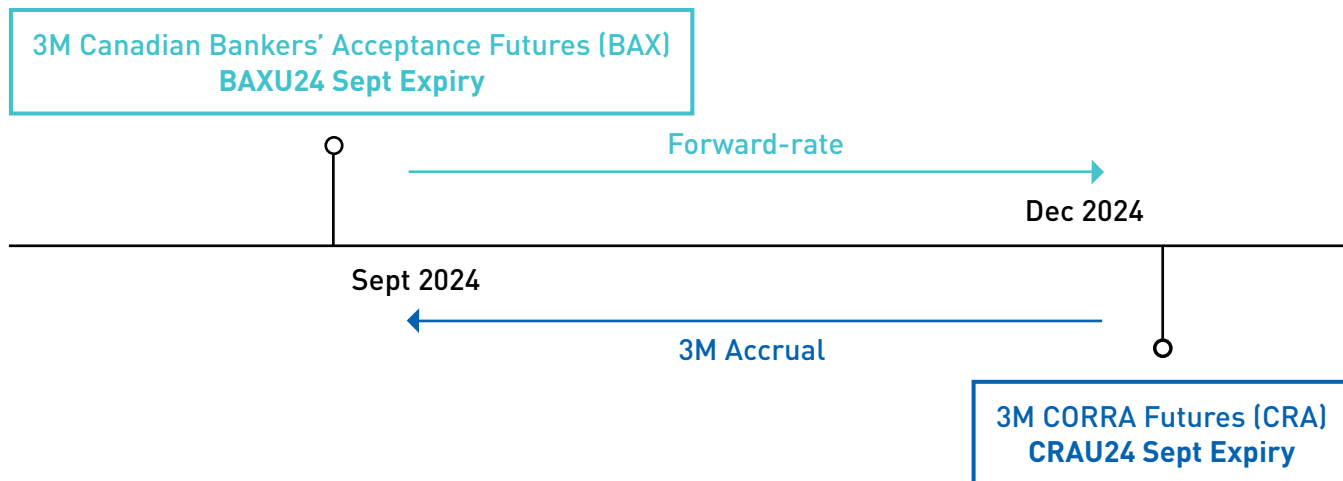 3M Canadian Bankers’ Acceptance Futures (BAX)
BAXU24 Sept Expiry
Forward-rate
Dec 2024
Sept 2024
3M Accrual
3M CORRA Futures (CRA)
CRAU24 Sept Expiry